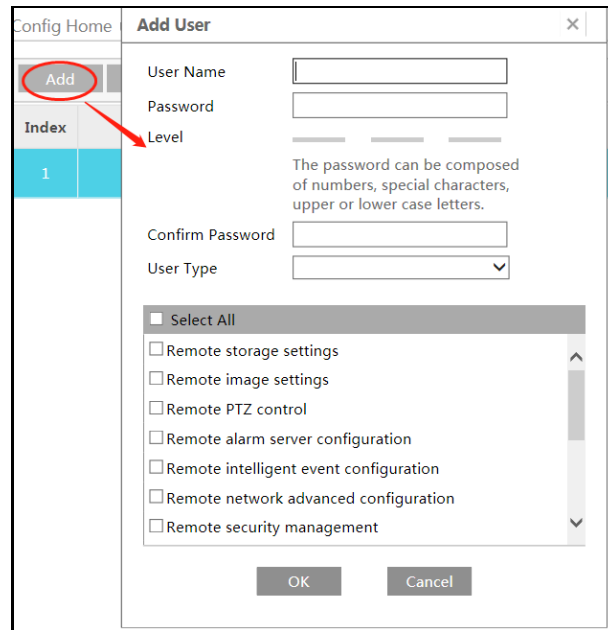 Config Home
Add User
Add
User Name
Password
Index
Level
1
The password can be composed
of numbers, special characters,
upper or lower case letters.
Confirm Password
User Type
Select All
Remote storage settings
Remote image settings
Remote PTZ control
Remote alarm server configuration
Remote intelligent event configuration
Remote network advanced configuration
Remote security management
OK
Cancel